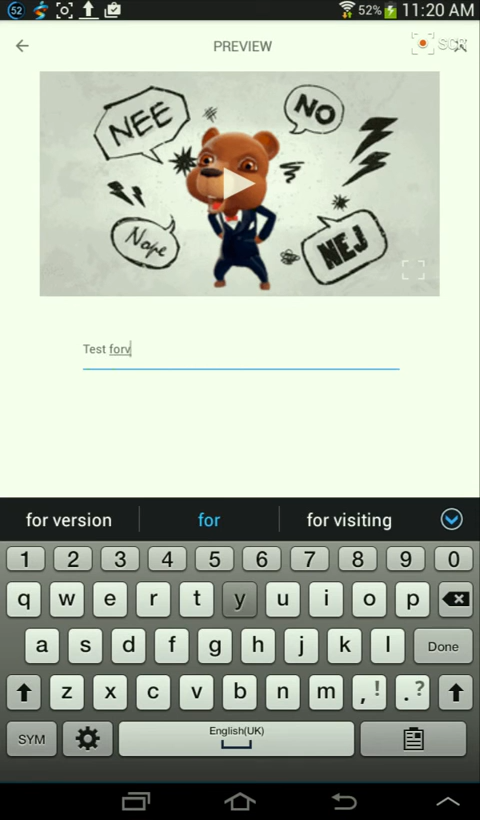 52 52% 11:20 AM
PREVIEW
NEE
NO
Nope
NEJ
Test forv
for version for for visiting
1 2 3 4 5 6 7 8 9 0
q w e r t y u i o p
a s d f g h j k l Done
z x c v b n m , ! . ?
SYM English(UK)